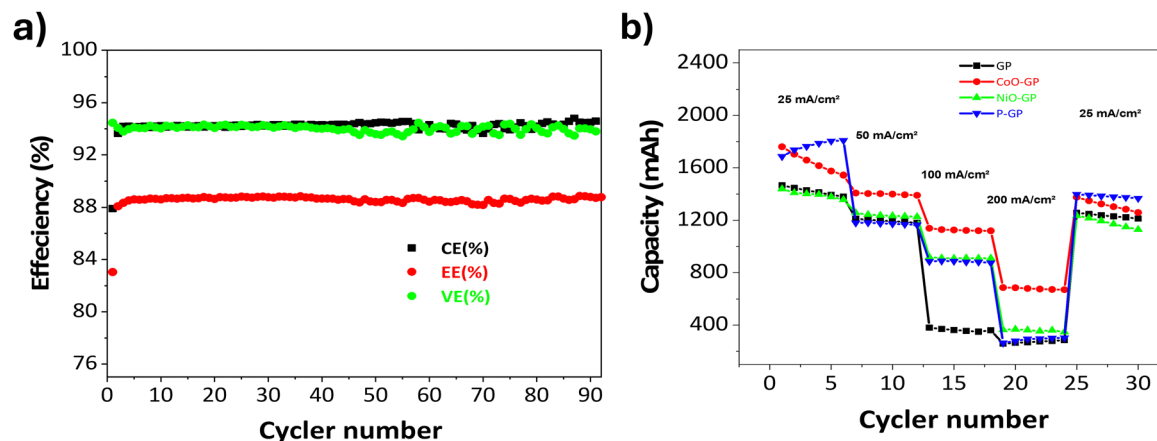 a)
100
96
92
88
84
80
76
Effeciency (%)
CE(%)
EE(%)
VE(%)
0 10 20 30 40 50 60 70 80 90
Cycler number
b)
2400
2000
1600
1200
800
400
Capacity (mAh)
GP
CoO-GP
NiO-GP
P-GP
25 mA/cm²
50 mA/cm²
100 mA/cm²
200 mA/cm²
25 mA/cm²
0 5 10 15 20 25 30
Cycler number